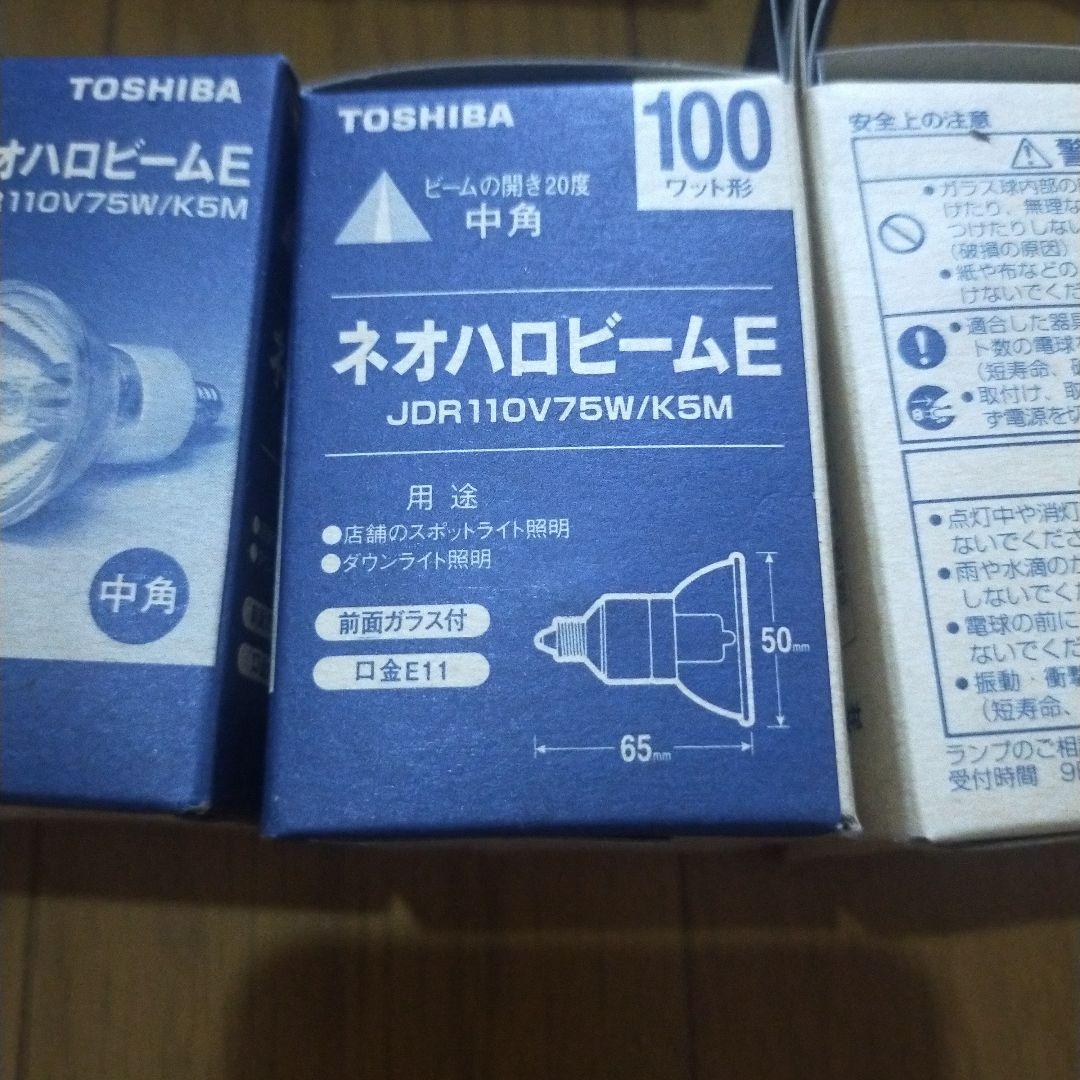 TOSHIBA
オハロビームE
110V75W/K5M
中角
TOSHIBA
100
ワット形
ビームの開き20度
中角
ネオハロビームE
JDR110V75W/K5M
用途
●店舗のスポットライト照明
●ダウンライト照明
前面ガラス付
口金E11
50mm
65mm
安全上の注意
警
●ガラス球内部の
けたり、無理な
つけたりしない
(破損の原因)
●紙や布などの
けないでくだ
●適合した器具
ト数の電球
(短寿命、
●取付け、取
ず電源を切
●点灯中や消灯
ないでくださ
●雨や水滴のか
しないでくだ
●電球の前に
ないでくだ
●振動・衝撃
(短寿命、
ランプのご相
受付時間 9